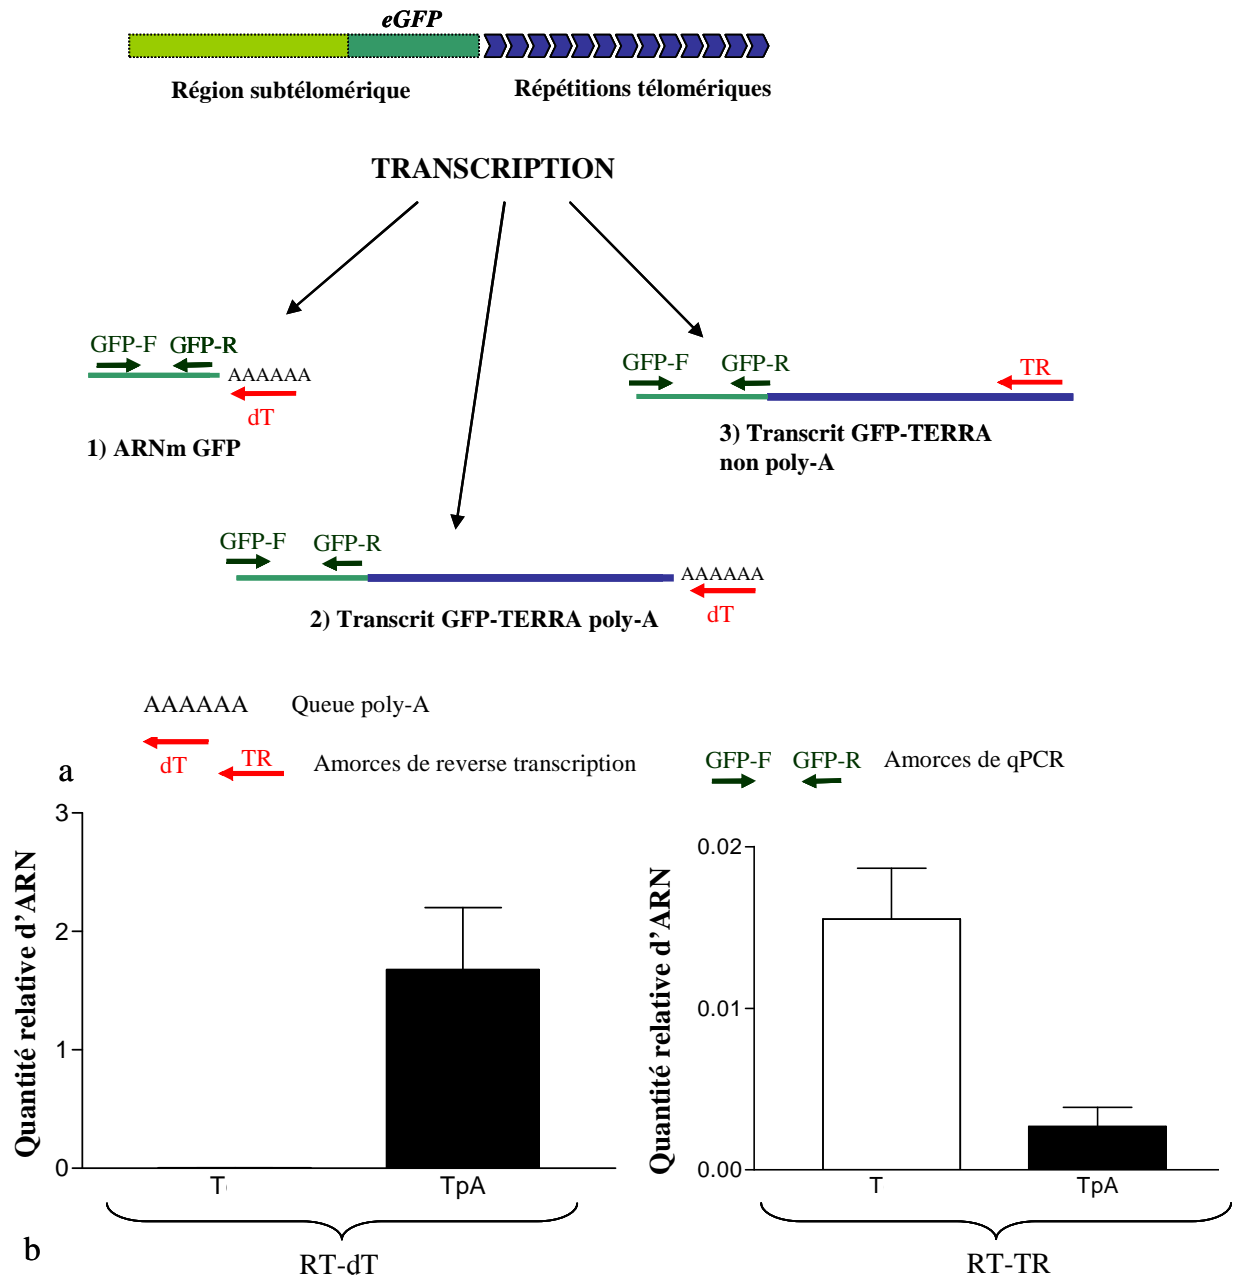 eGFP
Région subtélomérique
Répétitions télomériques
TRANSCRIPTION
GFP-F GFP-R
AAAAAA
dT
1) ARNm GFP
GFP-F GFP-R
TR
3) Transcrit GFP-TERRA
non poly-A
GFP-F GFP-R
AAAAAA
dT
2) Transcrit GFP-TERRA poly-A
AAAAAA Queue poly-A
dT TR Amorces de reverse transcription
GFP-F GFP-R Amorces de qPCR
a
Quantité relative d'ARN
3
2
1
0
T TpA
RT-dT
Quantité relative d'ARN
0.02
0.01
0.00
T TpA
RT-TR
b